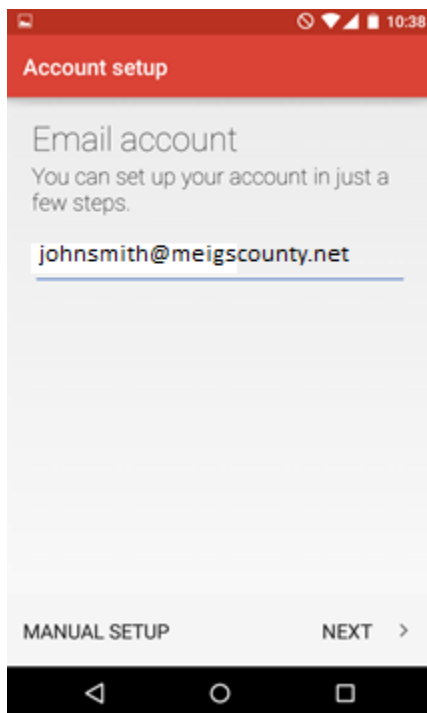 10:38
Account setup
Email account
You can set up your account in just a
few steps.
johnsmith@meigscounty.net
MANUAL SETUP NEXT >